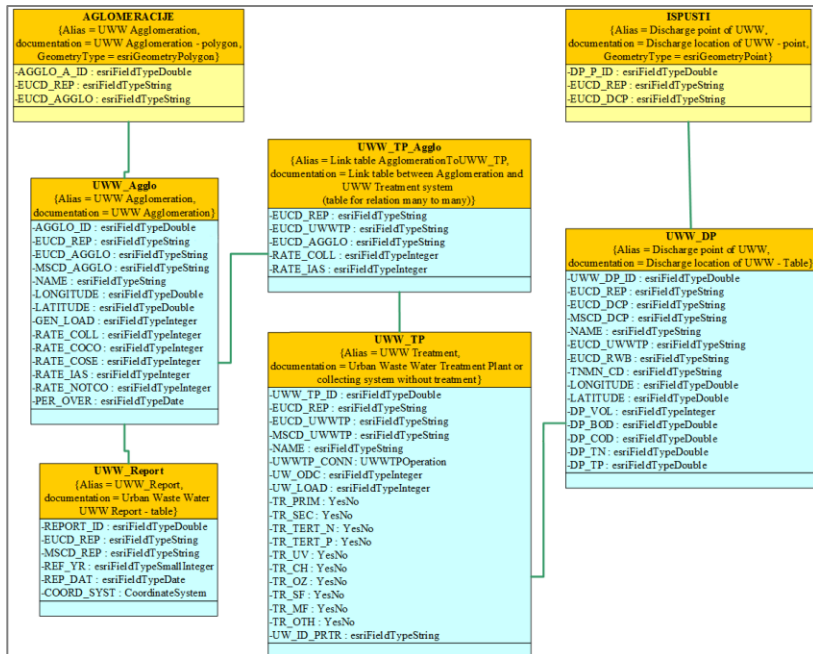 AGLOMERACIJE
{Alias = UWW Agglomeration,
documentation = UWW Agglomeration - polygon,
GeometryType = esriGeometryPolygon}
-AGGLO_A_ID : esriFieldTypeDouble
-EUCD_REP : esriFieldTypeString
-EUCD_AGGLO : esriFieldTypeString
ISPUSTI
{Alias = Discharge point of UWW,
documentation = Discharge location of UWW - point,
GeometryType = esriGeometryPoint}
-DP_P_ID : esriFieldTypeDouble
-EUCD_REP : esriFieldTypeString
-EUCD_DCP : esriFieldTypeString
UWW_TP_Agglo
{Alias = Link table AgglomerationToUWW_TP,
documentation = Link table between Agglomeration and
UWW Treatment system
(table for relation many to many)}
-EUCD_REP : esriFieldTypeString
-EUCD_UWWTP : esriFieldTypeString
-EUCD_AGGLO : esriFieldTypeString
-RATE_COLL : esriFieldTypeInteger
-RATE_IAS : esriFieldTypeInteger
UWW_Agglo
{Alias = UWW Agglomeration,
documentation = UWW Agglomeration}
-AGGLO_ID : esriFieldTypeDouble
-EUCD_REP : esriFieldTypeString
-EUCD_AGGLO : esriFieldTypeString
-MSCD_AGGLO : esriFieldTypeString
-NAME : esriFieldTypeString
-LONGITUDE : esriFieldTypeDouble
-LATITUDE : esriFieldTypeDouble
-GEN_LOAD : esriFieldTypeInteger
-RATE_COLL : esriFieldTypeInteger
-RATE_COCO : esriFieldTypeInteger
-RATE_COSE : esriFieldTypeInteger
-RATE_IAS : esriFieldTypeInteger
-RATE_NOTCO : esriFieldTypeInteger
-PER_OVER : esriFieldTypeDate
UWW_DP
{Alias = Discharge point of UWW,
documentation = Discharge location of UWW - Table}
-UWW_DP_ID : esriFieldTypeDouble
-EUCD_REP : esriFieldTypeString
-EUCD_DCP : esriFieldTypeString
-MSCD_DCP : esriFieldTypeString
-NAME : esriFieldTypeString
-EUCD_UWWTP : esriFieldTypeString
-EUCD_RWB : esriFieldTypeString
-TNMN_CD : esriFieldTypeString
-LONGITUDE : esriFieldTypeDouble
-LATITUDE : esriFieldTypeDouble
-DP_VOL : esriFieldTypeInteger
-DP_BOD : esriFieldTypeDouble
-DP_COD : esriFieldTypeDouble
-DP_TN : esriFieldTypeDouble
-DP_TP : esriFieldTypeDouble
UWW_TP
{Alias = UWW Treatment,
documentation = Urban Waste Water Treatment Plant or
collecting system without treatment}
-UWW_TP_ID : esriFieldTypeDouble
-EUCD_REP : esriFieldTypeString
-EUCD_UWWTP : esriFieldTypeString
-MSCD_UWWTP : esriFieldTypeString
-NAME : esriFieldTypeString
-UWWTP_CONN : UWWTPOperation
-UW_ODC : esriFieldTypeInteger
-UW_LOAD : esriFieldTypeInteger
-TR_PRIM : YesNo
-TR_SEC : YesNo
-TR_TERT_N : YesNo
-TR_TERT_P : YesNo
-TR_UV : YesNo
-TR_CH : YesNo
-TR_OZ : YesNo
-TR_SF : YesNo
-TR_MF : YesNo
-TR_OTH : YesNo
-UW_ID_PRTR : esriFieldTypeString
UWW_Report
{Alias = UWW_Report,
documentation = Urban Waste Water
UWW Report - table}
-REPORT_ID : esriFieldTypeDouble
-EUCD_REP : esriFieldTypeString
-MSCD_REP : esriFieldTypeString
-REF_YR : esriFieldTypeSmallInteger
-REP_DAT : esriFieldTypeDate
-COORD_SYST : CoordinateSystem